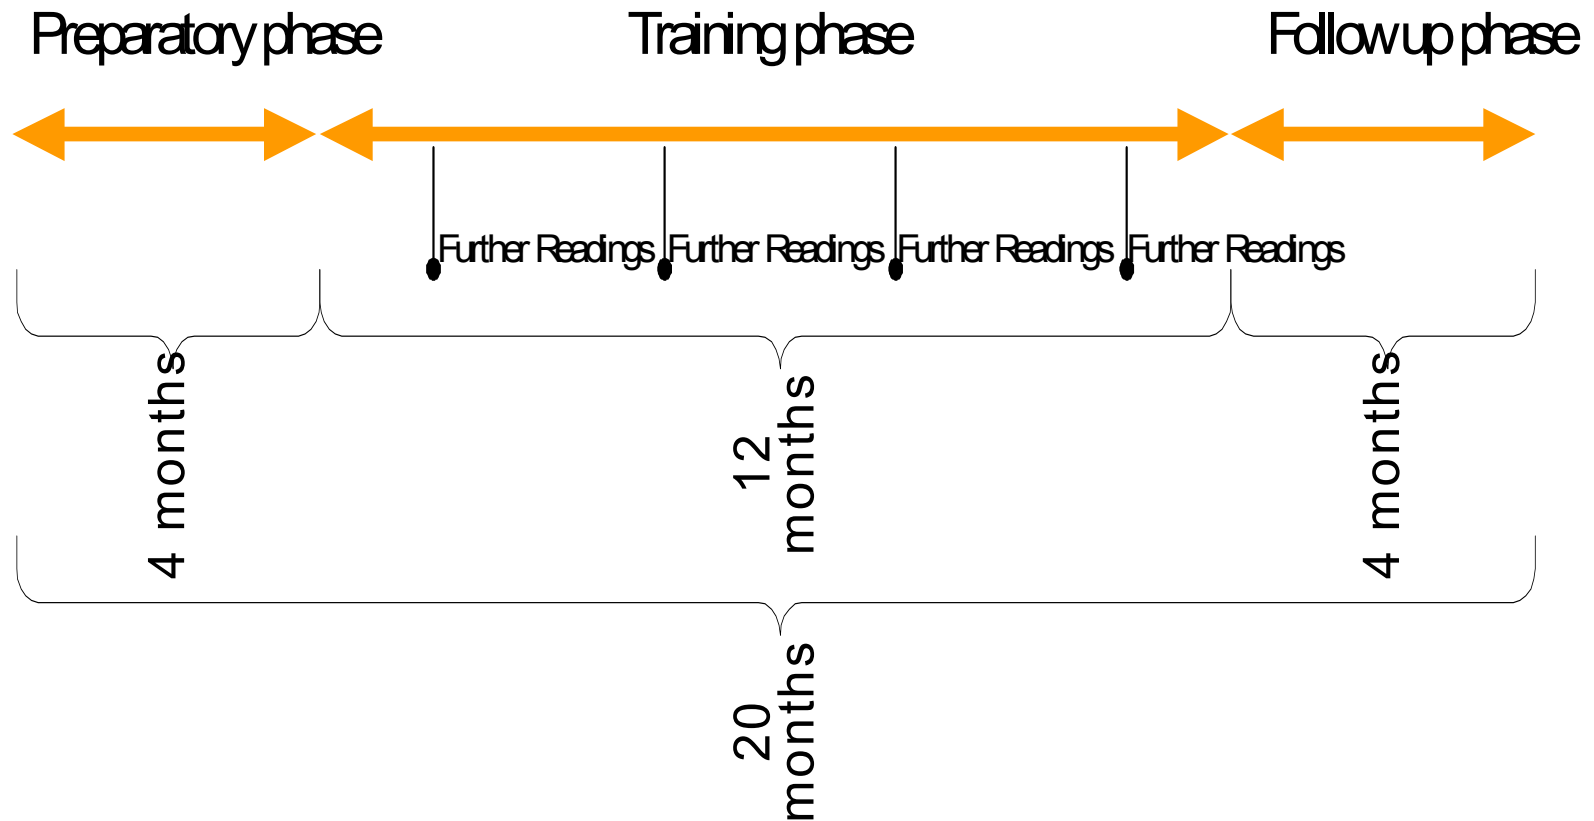 Preparatory phase
Training phase
Follow up phase
Further Readings
Further Readings
Further Readings
Further Readings
4 months
12
months
4 months
20
months